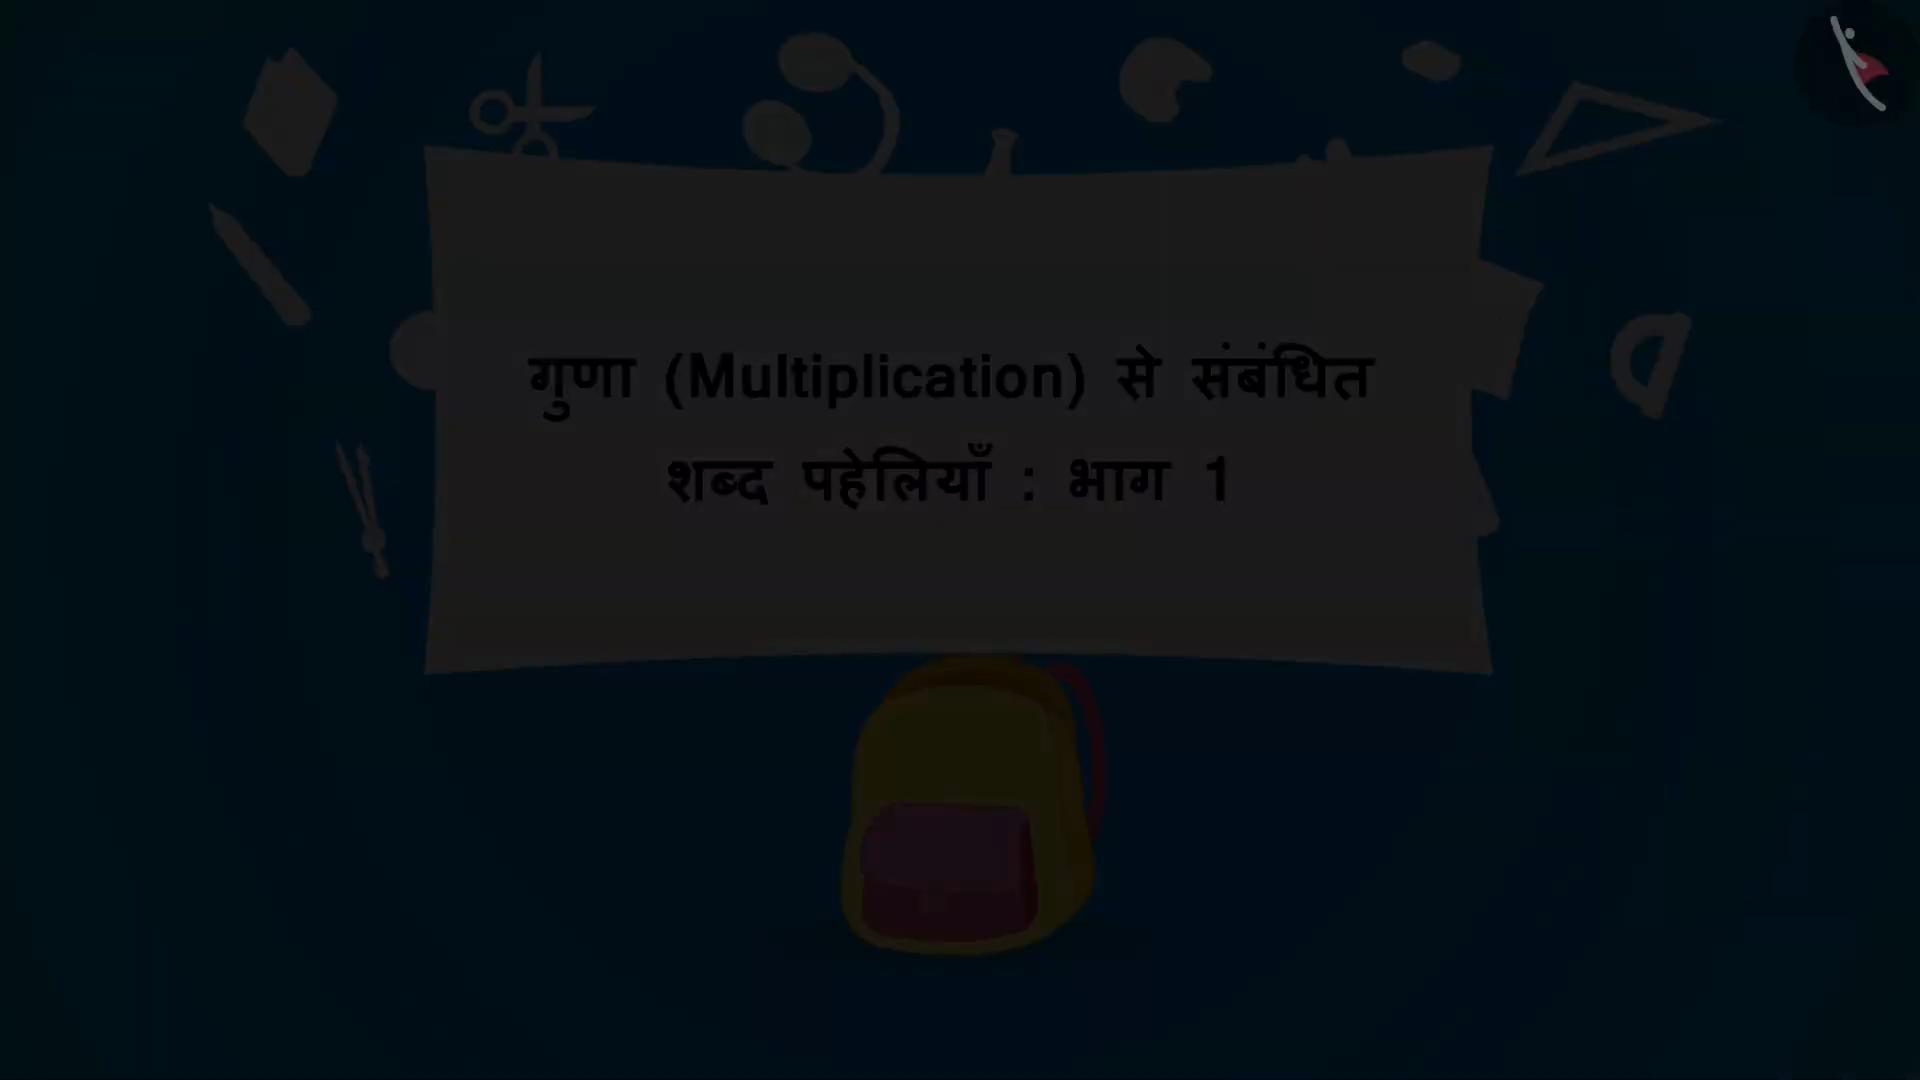 गुणा (Multiplication) से संबंधित
शब्द पहेलियाँ : भाग 1